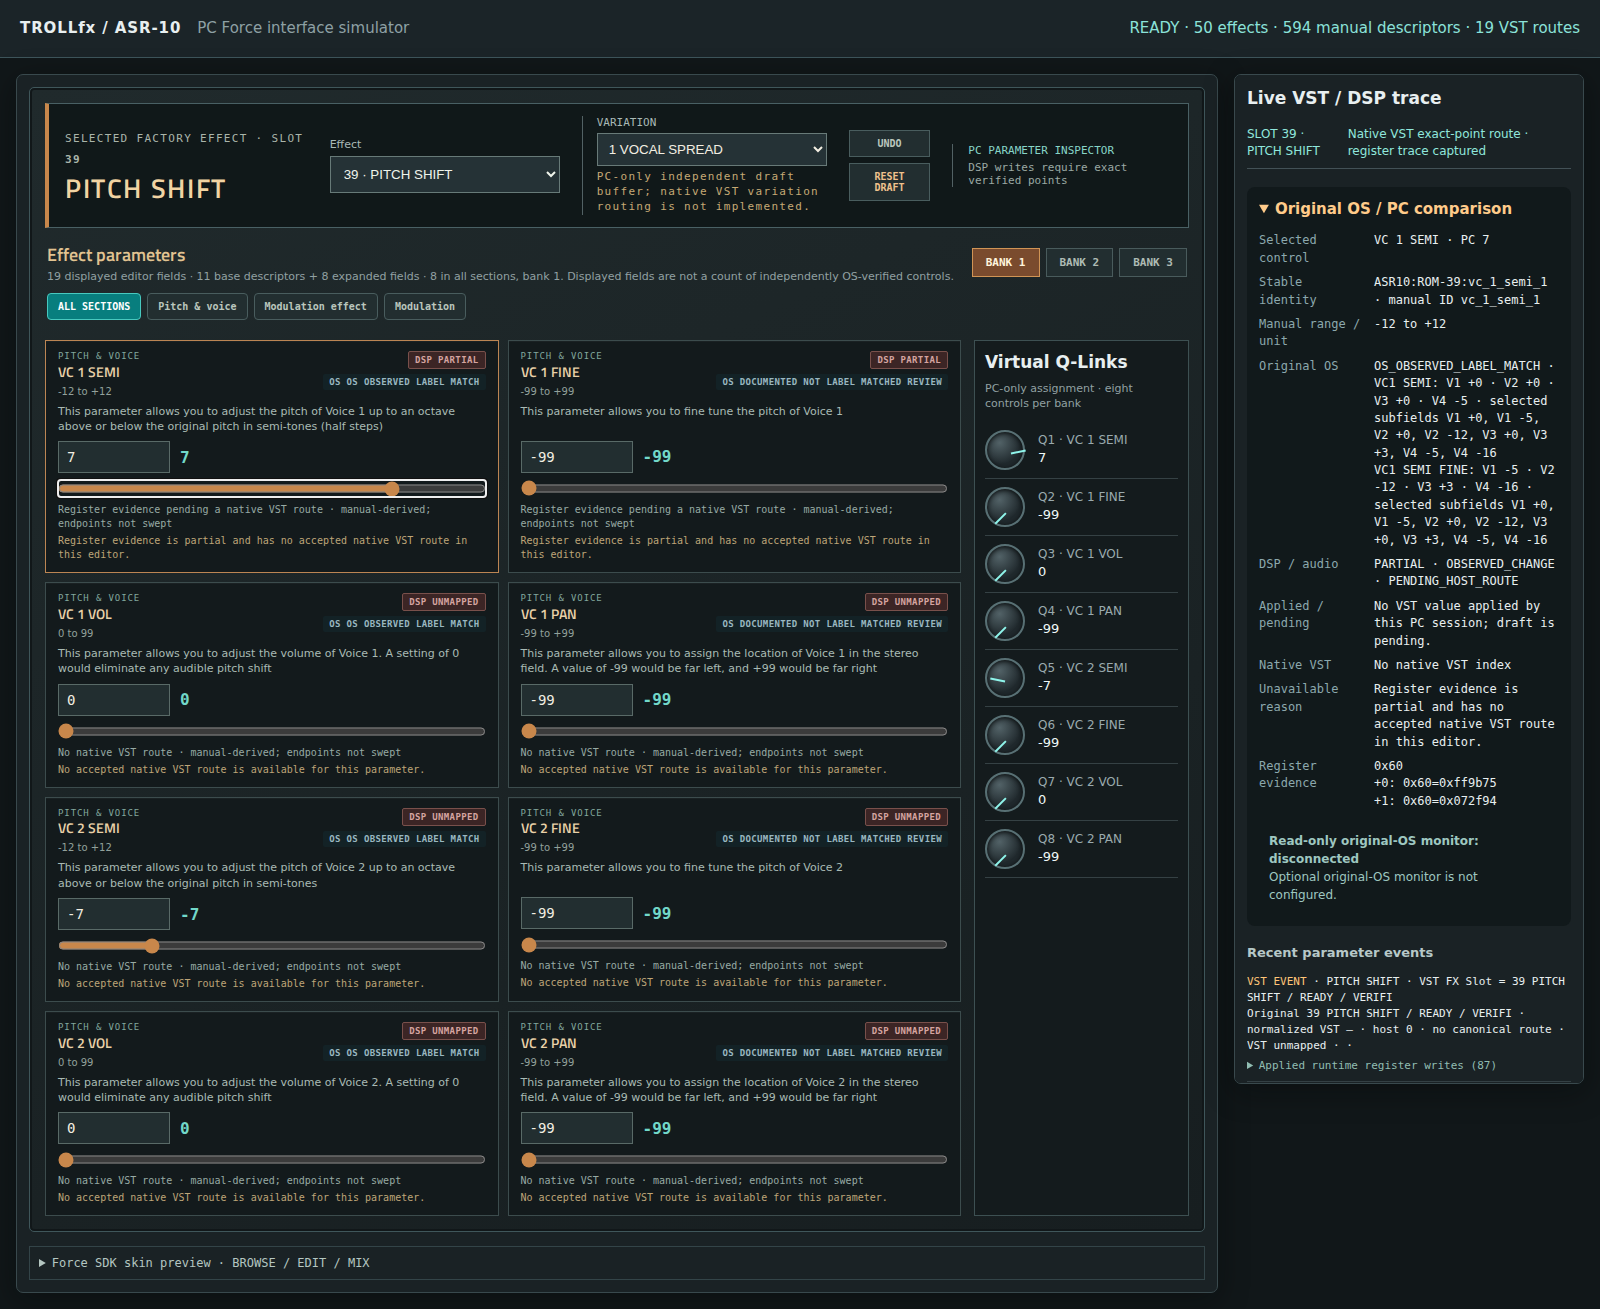 TROLLfx / ASR-10 PC Force interface simulator
READY · 50 effects · 594 manual descriptors · 19 VST routes
SELECTED FACTORY EFFECT · SLOT
39
PITCH SHIFT
Effect
39 · PITCH SHIFT
VARIATION
1 VOCAL SPREAD
PC-only independent draft
buffer; native VST variation
routing is not implemented.
UNDO
RESET
DRAFT
PC PARAMETER INSPECTOR
DSP writes require exact
verified points
Effect parameters
19 displayed editor fields · 11 base descriptors + 8 expanded fields · 8 in all sections, bank 1. Displayed fields are not a count of independently OS-verified controls.
BANK 1
BANK 2
BANK 3
ALL SECTIONS
Pitch & voice
Modulation effect
Modulation
PITCH & VOICE
DSP PARTIAL
VC 1 SEMI
OS OS OBSERVED LABEL MATCH
-12 to +12
This parameter allows you to adjust the pitch of Voice 1 up to an octave
above or below the original pitch in semi-tones (half steps)
7
7
Register evidence pending a native VST route · manual-derived;
endpoints not swept
Register evidence is partial and has no accepted native VST route in
this editor.
PITCH & VOICE
DSP PARTIAL
VC 1 FINE
OS DOCUMENTED NOT LABEL MATCHED REVIEW
-99 to +99
This parameter allows you to fine tune the pitch of Voice 1
-99
-99
Register evidence pending a native VST route · manual-derived;
endpoints not swept
Register evidence is partial and has no accepted native VST route in
this editor.
PITCH & VOICE
DSP UNMAPPED
VC 1 VOL
OS OS OBSERVED LABEL MATCH
0 to 99
This parameter allows you to adjust the volume of Voice 1. A setting of 0
would eliminate any audible pitch shift
0
0
No native VST route · manual-derived; endpoints not swept
No accepted native VST route is available for this parameter.
PITCH & VOICE
DSP UNMAPPED
VC 1 PAN
OS DOCUMENTED NOT LABEL MATCHED REVIEW
-99 to +99
This parameter allows you to assign the location of Voice 1 in the stereo
field. A value of -99 would be far left, and +99 would be far right
-99
-99
No native VST route · manual-derived; endpoints not swept
No accepted native VST route is available for this parameter.
PITCH & VOICE
DSP UNMAPPED
VC 2 SEMI
OS OS OBSERVED LABEL MATCH
-12 to +12
This parameter allows you to adjust the pitch of Voice 2 up to an octave
above or below the original pitch in semi-tones
-7
-7
No native VST route · manual-derived; endpoints not swept
No accepted native VST route is available for this parameter.
PITCH & VOICE
DSP UNMAPPED
VC 2 FINE
OS DOCUMENTED NOT LABEL MATCHED REVIEW
-99 to +99
This parameter allows you to fine tune the pitch of Voice 2
-99
-99
No native VST route · manual-derived; endpoints not swept
No accepted native VST route is available for this parameter.
PITCH & VOICE
DSP UNMAPPED
VC 2 VOL
OS OS OBSERVED LABEL MATCH
0 to 99
This parameter allows you to adjust the volume of Voice 2. A setting of 0
would eliminate any audible pitch shift
0
0
No native VST route · manual-derived; endpoints not swept
No accepted native VST route is available for this parameter.
PITCH & VOICE
DSP UNMAPPED
VC 2 PAN
OS DOCUMENTED NOT LABEL MATCHED REVIEW
-99 to +99
This parameter allows you to assign the location of Voice 2 in the stereo
field. A value of -99 would be far left, and +99 would be far right
-99
-99
No native VST route · manual-derived; endpoints not swept
No accepted native VST route is available for this parameter.
Virtual Q-Links
PC-only assignment · eight
controls per bank
Q1 · VC 1 SEMI
7
Q2 · VC 1 FINE
-99
Q3 · VC 1 VOL
0
Q4 · VC 1 PAN
-99
Q5 · VC 2 SEMI
-7
Q6 · VC 2 FINE
-99
Q7 · VC 2 VOL
0
Q8 · VC 2 PAN
-99
▶ Force SDK skin preview · BROWSE / EDIT / MIX
Live VST / DSP trace
SLOT 39 ·
PITCH SHIFT
Native VST exact-point route ·
register trace captured
▼ Original OS / PC comparison
Selected
control
VC 1 SEMI · PC 7
Stable
identity
ASR10:ROM-39:vc_1_semi_1
· manual ID vc_1_semi_1
Manual range /
unit
-12 to +12
Original OS
OS_OBSERVED_LABEL_MATCH ·
VC1 SEMI: V1 +0 · V2 +0 ·
V3 +0 · V4 -5 · selected
subfields V1 +0, V1 -5,
V2 +0, V2 -12, V3 +0, V3
+3, V4 -5, V4 -16
VC1 SEMI FINE: V1 -5 · V2
-12 · V3 +3 · V4 -16 ·
selected subfields V1 +0,
V1 -5, V2 +0, V2 -12, V3
+0, V3 +3, V4 -5, V4 -16
DSP / audio
PARTIAL · OBSERVED_CHANGE
· PENDING_HOST_ROUTE
Applied /
pending
No VST value applied by
this PC session; draft is
pending.
Native VST
No native VST index
Unavailable
reason
Register evidence is
partial and has no
accepted native VST route
in this editor.
Register
evidence
0x60
+0: 0x60=0xff9b75
+1: 0x60=0x072f94
Read-only original-OS monitor:
disconnected
Optional original-OS monitor is not
configured.
Recent parameter events
VST EVENT · PITCH SHIFT · VST FX Slot = 39 PITCH
SHIFT / READY / VERIFI
Original 39 PITCH SHIFT / READY / VERIFI ·
normalized VST — · host 0 · no canonical route ·
VST unmapped · ·
▶ Applied runtime register writes (87)